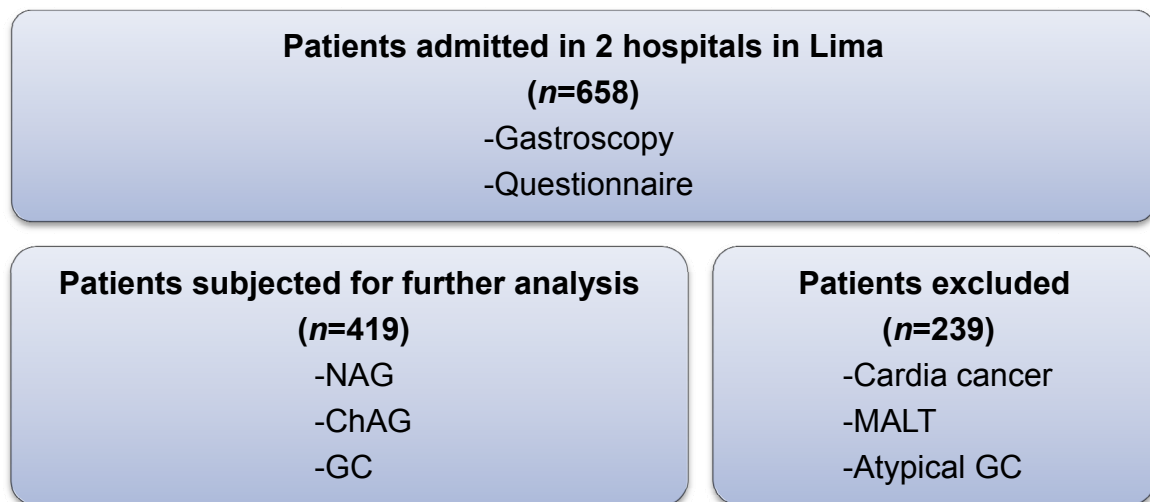 Patients admitted in 2 hospitals in Lima
(n=658)
-Gastroscopy
-Questionnaire
Patients subjected for further analysis
(n=419)
-NAG
-ChAG
-GC
Patients excluded
(n=239)
-Cardia cancer
-MALT
-Atypical GC